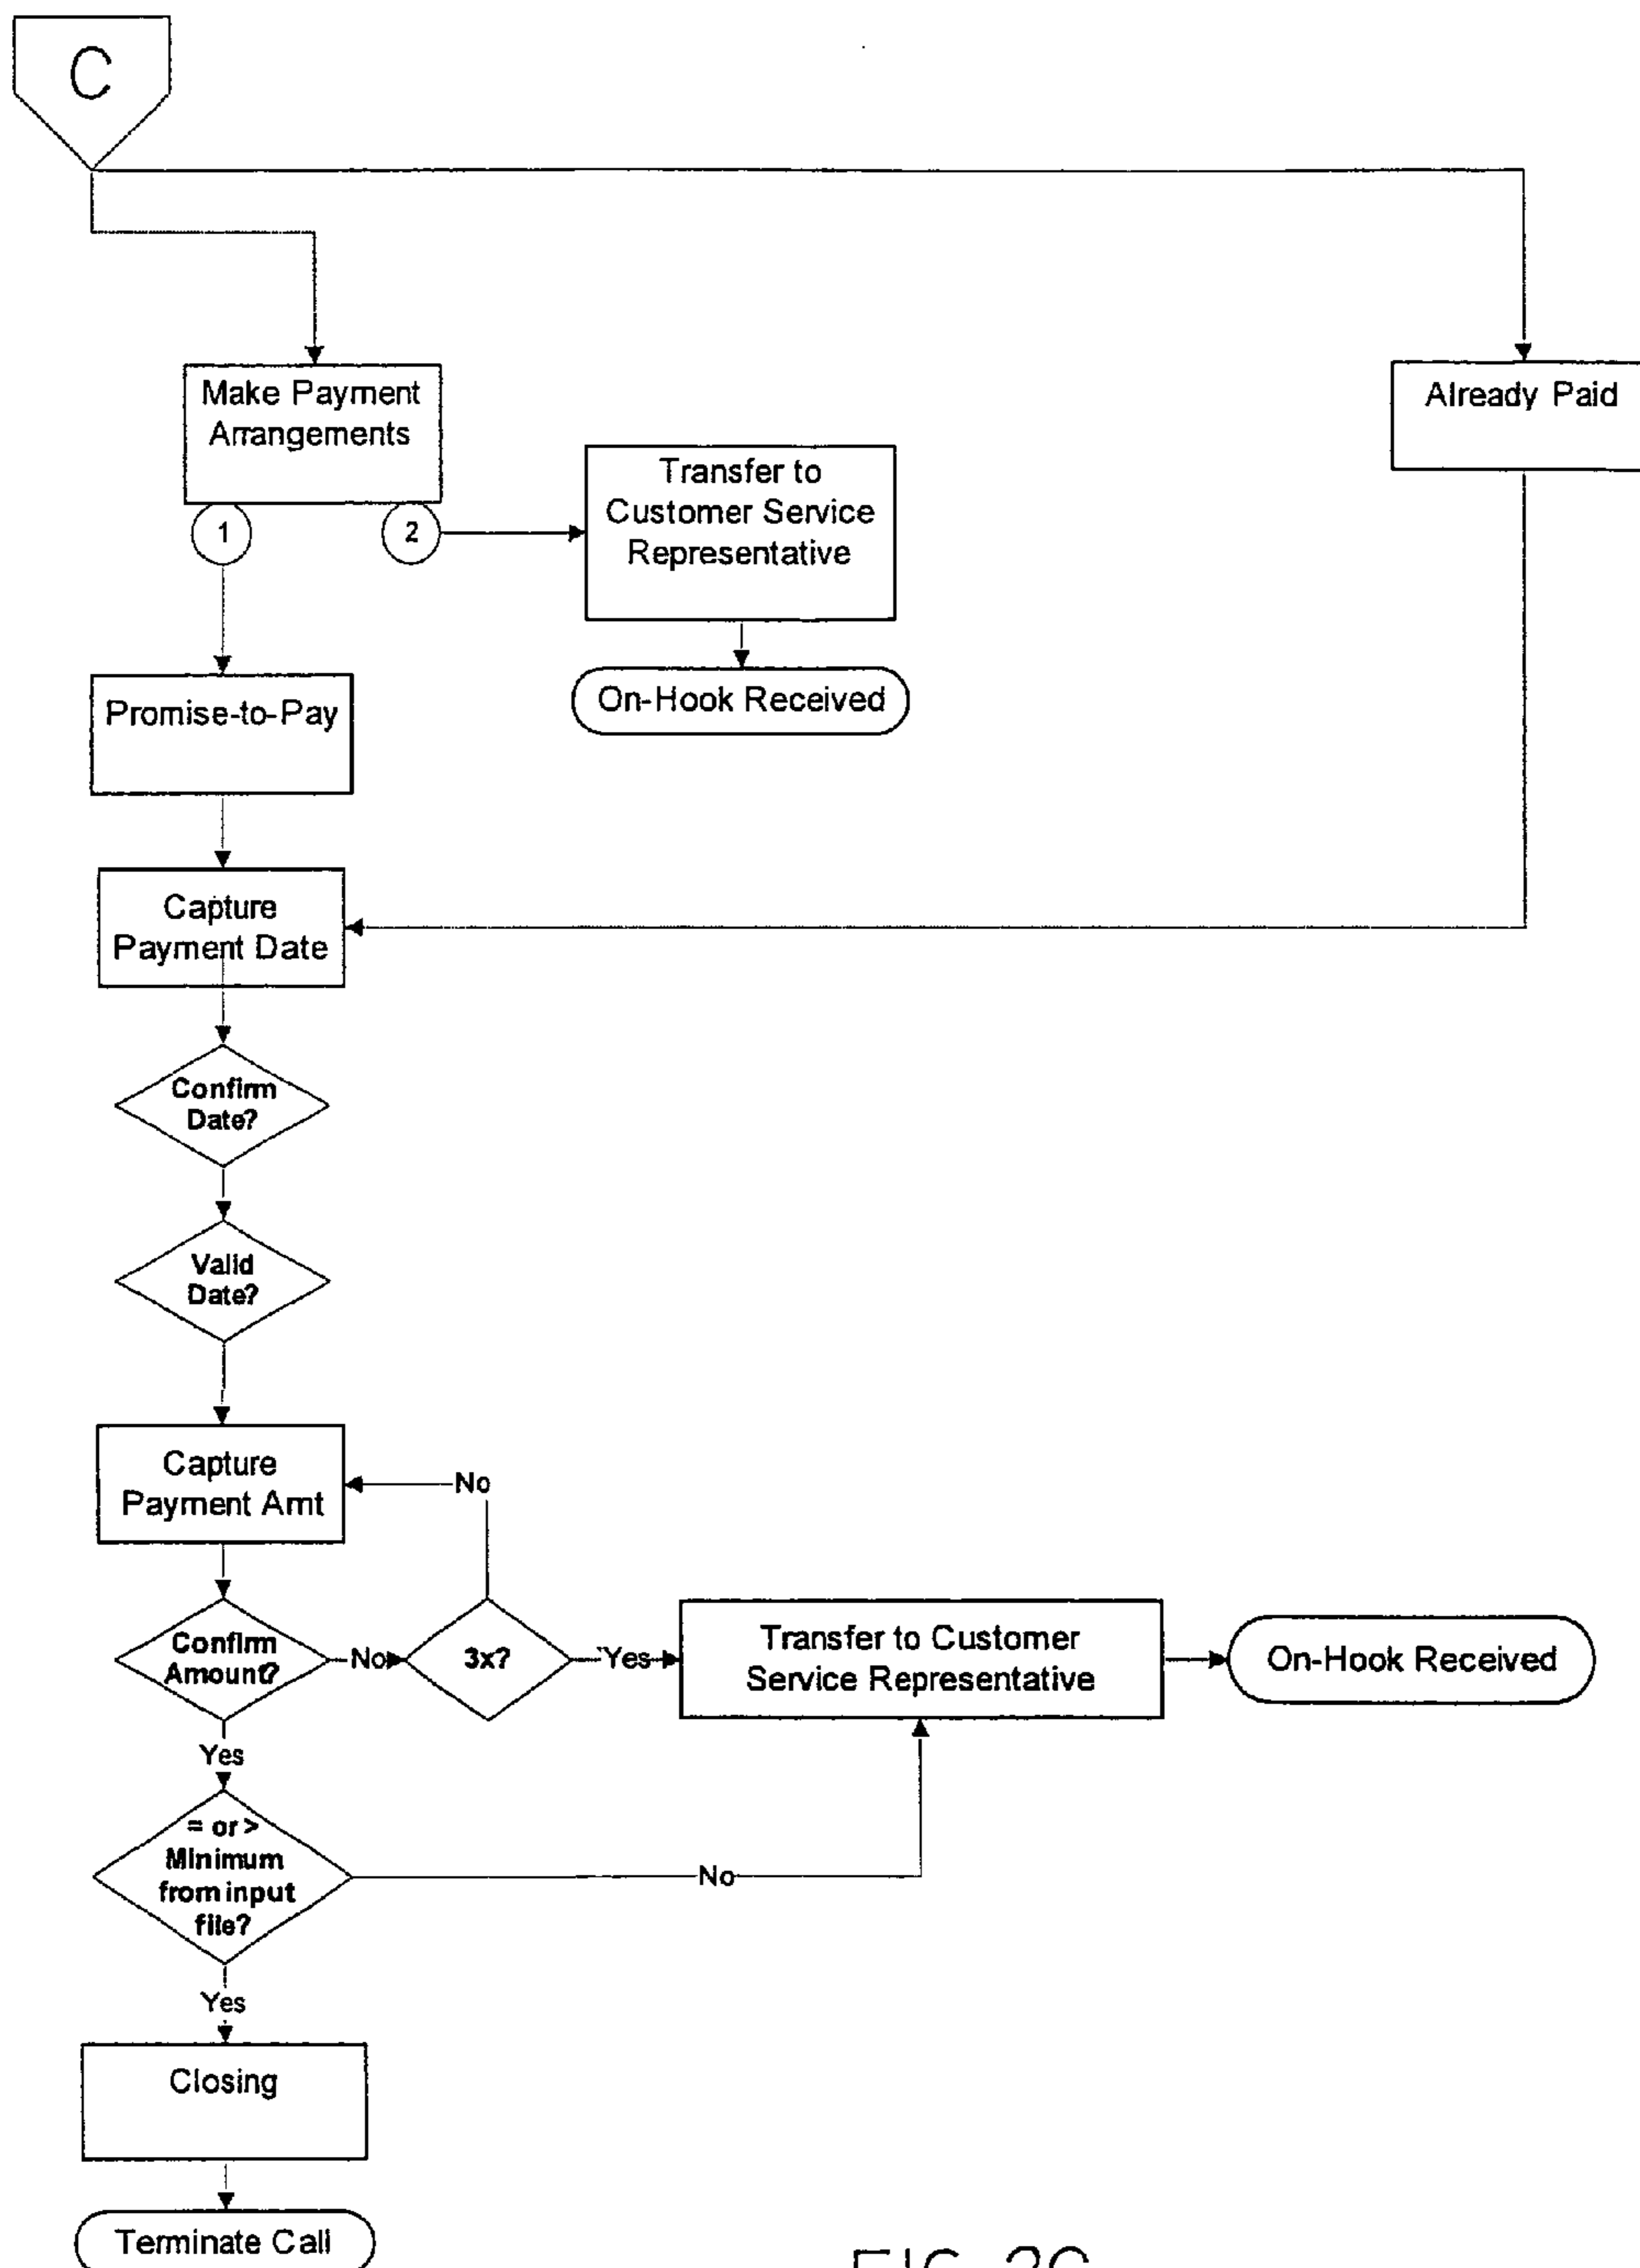 C
Make Payment
Arrangements
Already Paid
1
2
Transfer to
Customer Service
Representative
On-Hook Received
Promise-to-Pay
Capture
Payment Date
Confirm
Date?
Valid
Date?
Capture
Payment Amt
No
Confirm
Amount?
No
3x?
Yes
Transfer to Customer
Service Representative
On-Hook Received
Yes
= or >
Minimum
from input
file?
No
Yes
Closing
Terminate Call